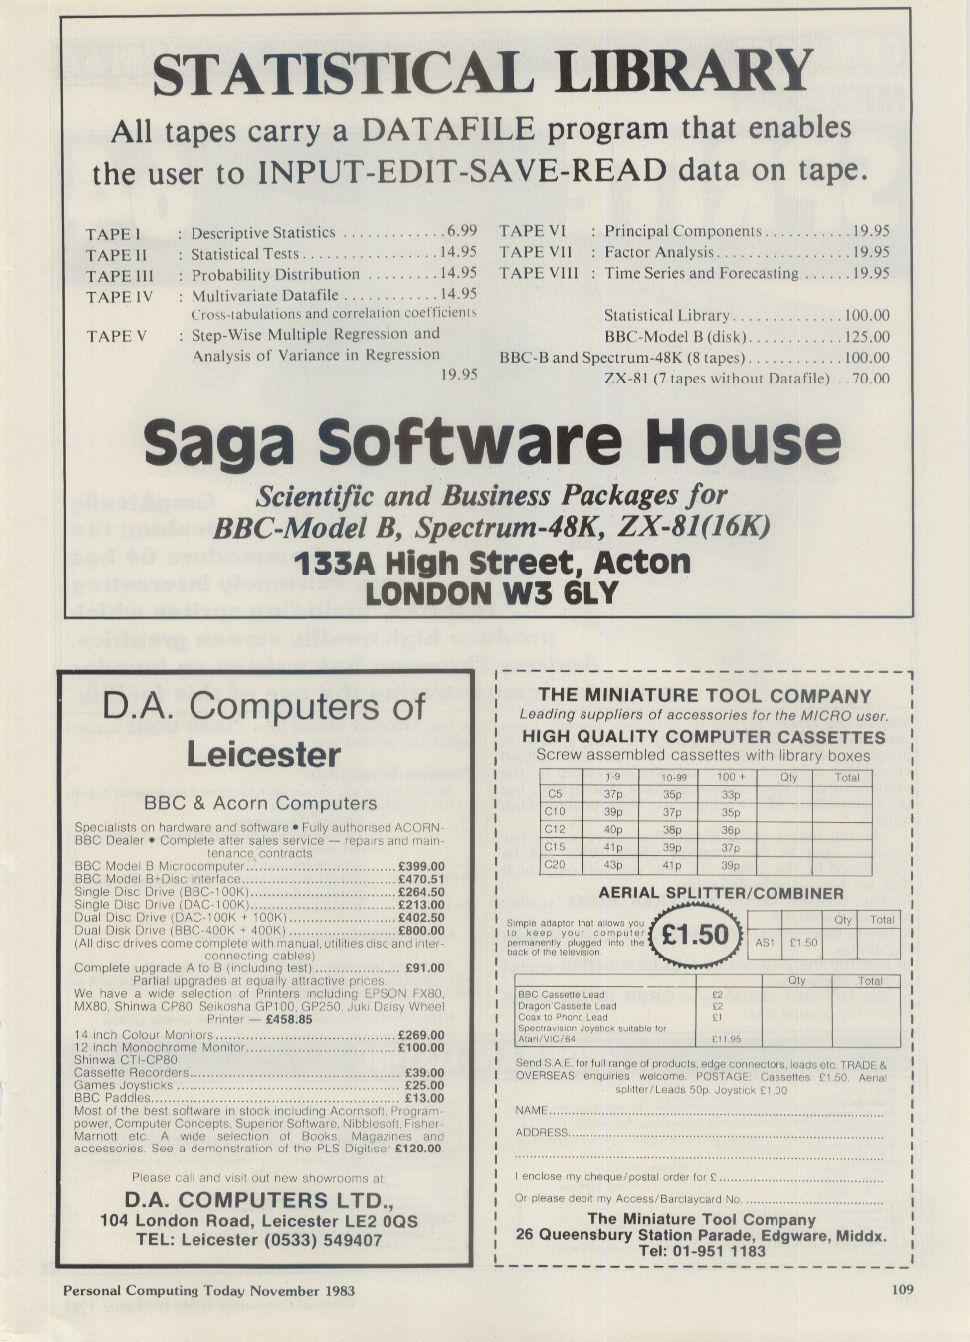 STATISTICAL LIBRARY
All tapes carry a DATAFILE program that enables
the user to INPUT-EDIT-SAVE-READ data on tape.
TAPE I : Descriptive Statistics .............6.99
TAPE II : Statistical Tests.................14.95
TAPE III : Probability Distribution .........14.95
TAPE IV : Multivariate Datafile ............14.95
Cross-tabulations and correlation coefficients
TAPE V : Step-Wise Multiple Regression and
Analysis of Variance in Regression
19.95
TAPE VI : Principal Components...........19.95
TAPE VII : Factor Analysis.................19.95
TAPE VIII : Time Series and Forecasting ......19.95
Statistical Library..............100.00
BBC-Model B (disk)............125.00
BBC-B and Spectrum-48K (8 tapes)............100.00
ZX-81 (7 tapes without Datafile) ..70.00
Saga Software House
Scientific and Business Packages for
BBC-Model B, Spectrum-48K, ZX-81(16K)
133A High Street, Acton
LONDON W3 6LY
D.A. Computers of
Leicester
BBC & Acorn Computers
Specialists on hardware and software • Fully authorised ACORN-
BBC Dealer • Complete after sales service — repairs and main-
tenance contracts
BBC Model B Microcomputer.......................................£399.00
BBC Model B+Disc interface.......................................£470.51
Single Disc Drive (BBC-100K)......................................£264.50
Single Disc Drive (DAC-100K)......................................£213.00
Dual Disc Drive (DAC-100K + 100K)............................£402.50
Dual Disk Drive (BBC-400K + 400K)............................£800.00
(All disc drives come complete with manual, utilities disc and inter-
connecting cables)
Complete upgrade A to B (including test).................... £91.00
Partial upgrades at equally attractive prices.
We have a wide selection of Printers including EPSON FX80,
MX80, Shinwa CP80 Seikosha GP100, GP250, Juki Daisy Wheel
Printer — £458.85
14 inch Colour Monitors..............................................£269.00
12 inch Monochrome Monitor......................................£100.00
Shinwa CTI-CP80
Cassette Recorders....................................................£39.00
Games Joysticks .......................................................£25.00
BBC Paddles..............................................................£13.00
Most of the best software in stock including Acornsoft, Program-
power, Computer Concepts, Superior Software, Nibblesoft, Fisher-
Marriott etc. A wide selection of Books, Magazines and
accessories. See a demonstration of the PLS Digitiser £120.00
Please call and visit out new showrooms at
D.A. COMPUTERS LTD.,
104 London Road, Leicester LE2 0QS
TEL: Leicester (0533) 549407
THE MINIATURE TOOL COMPANY
Leading suppliers of accessories for the MICRO user.
HIGH QUALITY COMPUTER CASSETTES
Screw assembled cassettes with library boxes
1-9 10-99 100 + Qty Total
C5 37p 35p 33p
C10 39p 37p 35p
C12 40p 38p 36p
C15 41p 39p 37p
C20 43p 41p 39p
AERIAL SPLITTER/COMBINER
Simple adaptor that allows you
to keep your computer
permanently plugged into the
back of the television.
£1.50
Qty Total
AS1 £1.50
Qty Total
BBC Cassette Lead £2
Dragon Cassette Lead £2
Coax to Phono Lead £1
Spectravision Joystick suitable for
Atari/VIC/64 £11.95
Send S.A.E. for full range of products, edge connectors, leads etc. TRADE &
OVERSEAS enquiries welcome. POSTAGE: Cassettes £1.50. Aerial
splitter/Leads 50p. Joystick £1.00
NAME..........................................................................................
ADDRESS.....................................................................................
I enclose my cheque/postal order for £............................................
Or please debit my Access/Barclaycard No. .....................................
The Miniature Tool Company
26 Queensbury Station Parade, Edgware, Middx.
Tel: 01-951 1183
Personal Computing Today November 1983
109